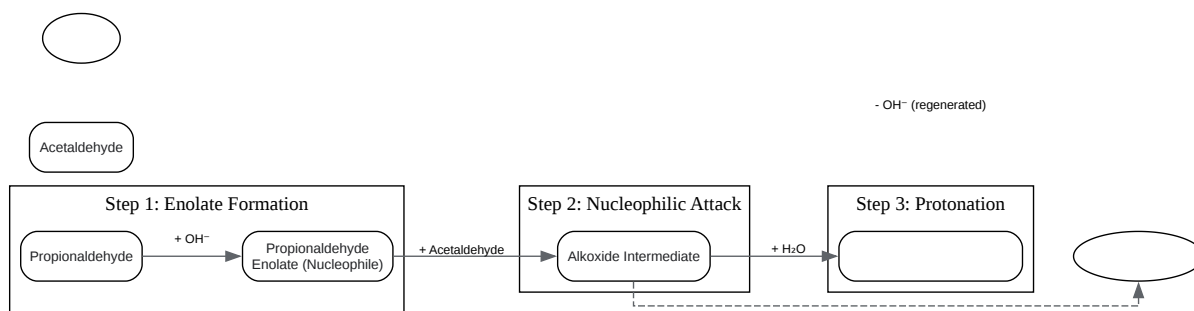 - OH⁻ (regenerated)
Acetaldehyde
Step 1: Enolate Formation
Step 2: Nucleophilic Attack
Step 3: Protonation
Propionaldehyde
+ OH⁻
Propionaldehyde
Enolate (Nucleophile)
+ Acetaldehyde
Alkoxide Intermediate
+ H₂O